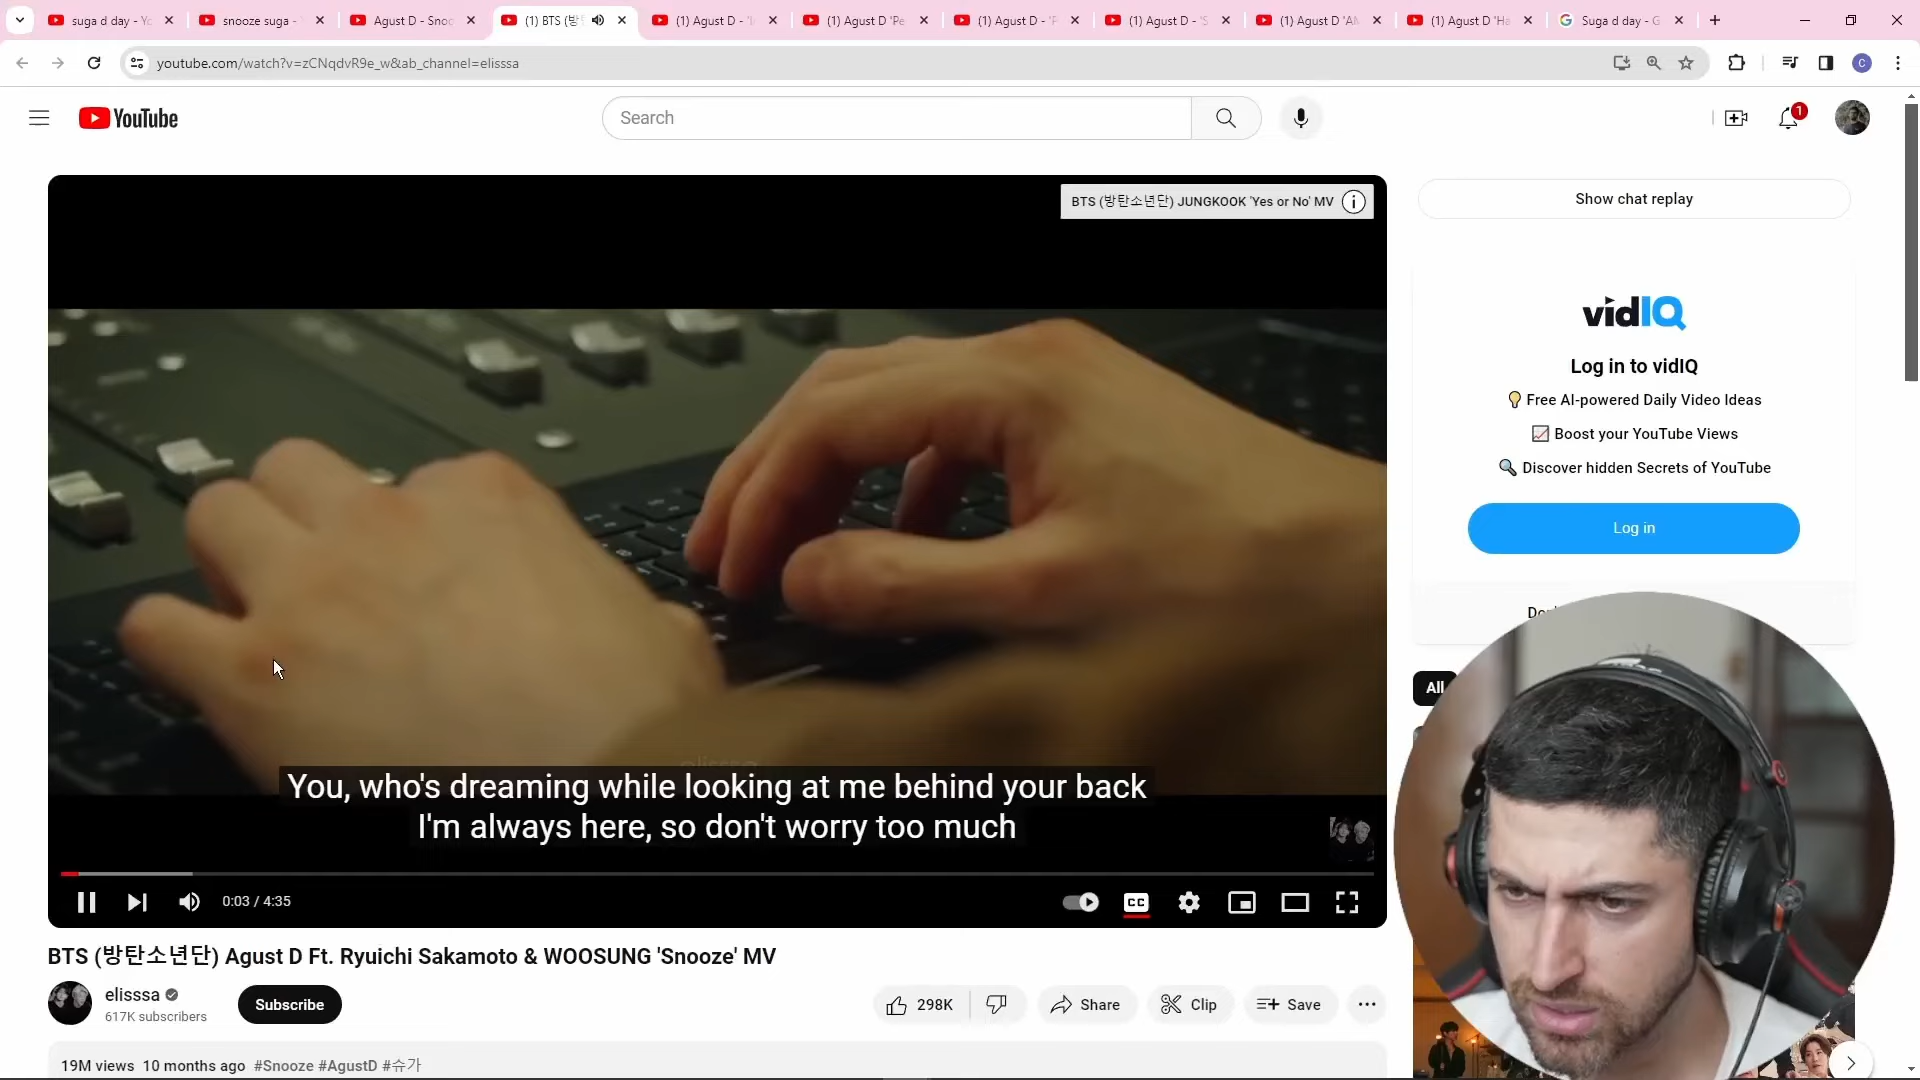 suga d day - Yo
snooze suga -
Agust D - Snoo
(1) BTS (방
(1) Agust D - 'I
(1) Agust D 'Pe
(1) Agust D - 'P
(1) Agust D - 'S
(1) Agust D 'AM
(1) Agust D 'Ha
Suga d day - G
youtube.com/watch?v=zCNqdvR9e_w&ab_channel=elisssa
C
YouTube
Search
1
BTS (방탄소년단) JUNGKOOK 'Yes or No' MV
Show chat replay
vidIQ
Log in to vidIQ
💡 Free AI-powered Daily Video Ideas
📈 Boost your YouTube Views
🔍 Discover hidden Secrets of YouTube
Log in
All
You, who's dreaming while looking at me behind your back
I'm always here, so don't worry too much
0:03 / 4:35
CC
BTS (방탄소년단) Agust D Ft. Ryuichi Sakamoto & WOOSUNG 'Snooze' MV
elisssa
617K subscribers
Subscribe
298K
Share
Clip
Save
19M views 10 months ago #Snooze #AgustD #슈가